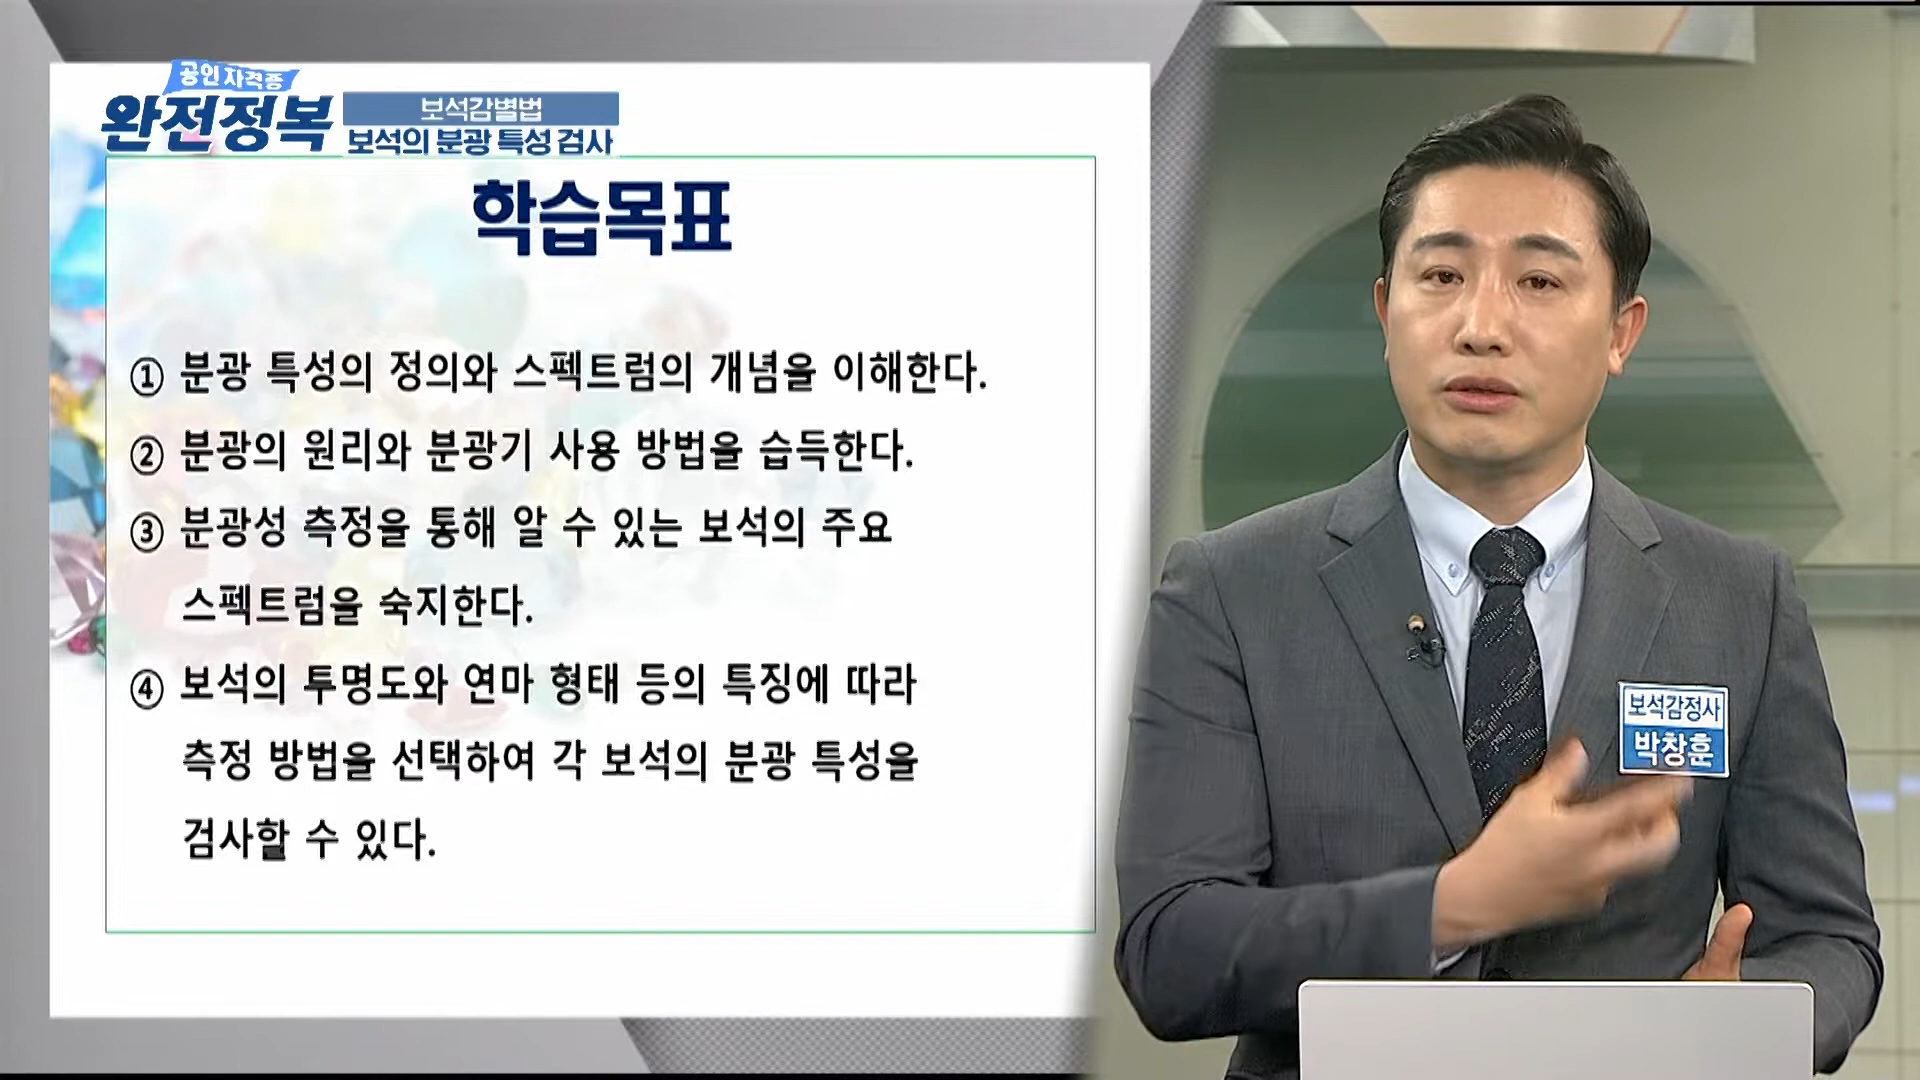 공인자격증
완전정복
보석감별법
보석의 분광 특성 검사
학습목표
① 분광 특성의 정의와 스펙트럼의 개념을 이해한다.
② 분광의 원리와 분광기 사용 방법을 습득한다.
③ 분광성 측정을 통해 알 수 있는 보석의 주요
스펙트럼을 숙지한다.
④ 보석의 투명도와 연마 형태 등의 특징에 따라
측정 방법을 선택하여 각 보석의 분광 특성을
검사할 수 있다.
보석감정사
박창훈